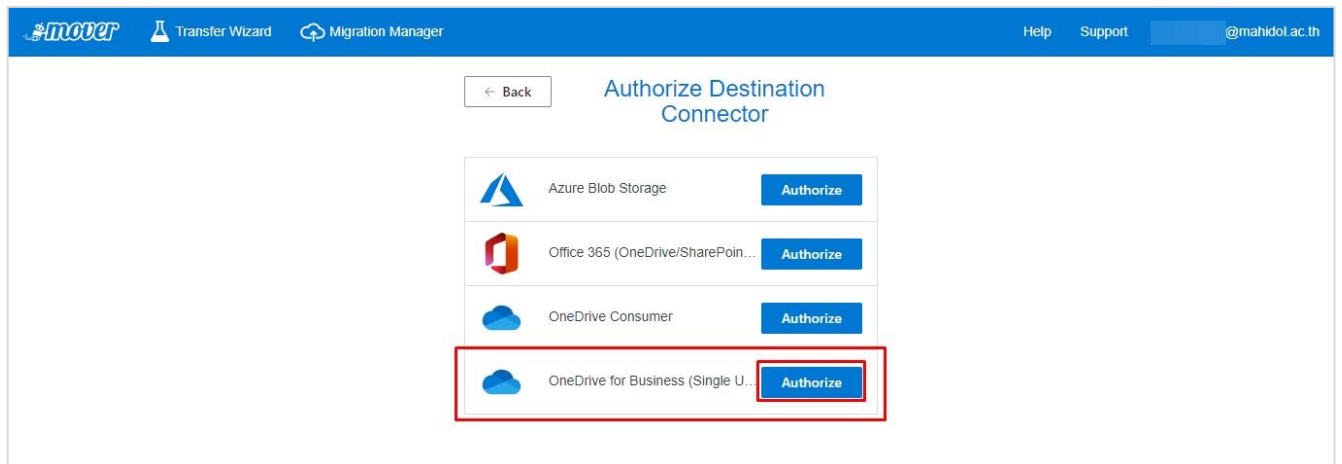 mover Transfer Wizard Migration Manager Help Support @mahidol.ac.th
← Back
Authorize Destination
Connector
Azure Blob Storage Authorize
Office 365 (OneDrive/SharePoin... Authorize
OneDrive Consumer Authorize
OneDrive for Business (Single U... Authorize